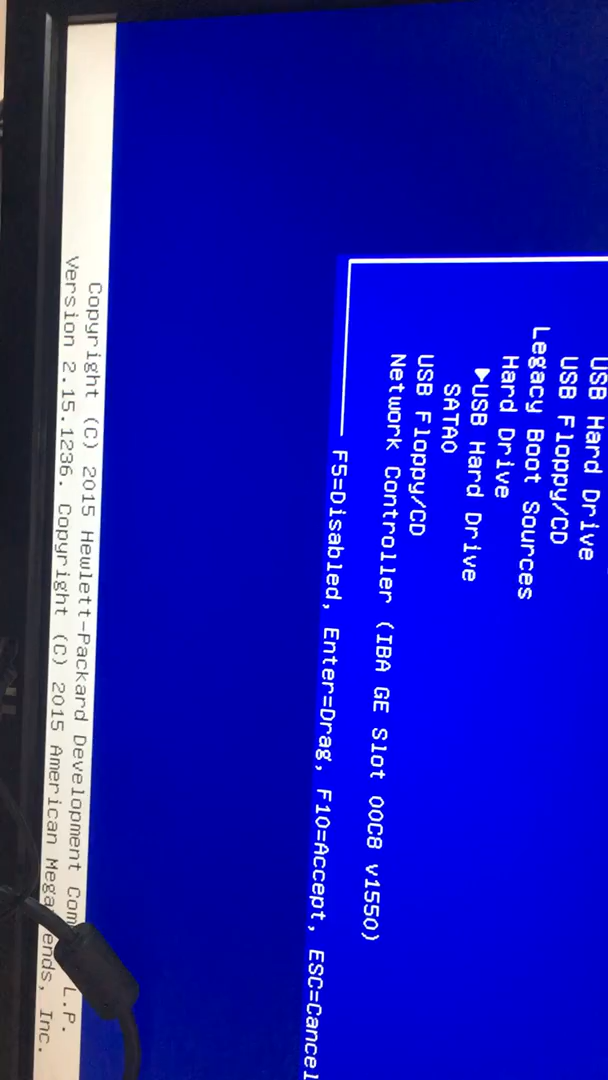 USB Hard Drive
USB Floppy/CD
Legacy Boot Sources
Hard Drive
▶USB Hard Drive
SATA0
USB Floppy/CD
Network Controller (IBA GE Slot 00C8 v1550)
F5=Disabled, Enter=Drag, F10=Accept, ESC=Cancel
Copyright (C) 2015 Hewlett-Packard Development Com L.P.
Version 2.15.1236. Copyright (C) 2015 American Mega ends, Inc.